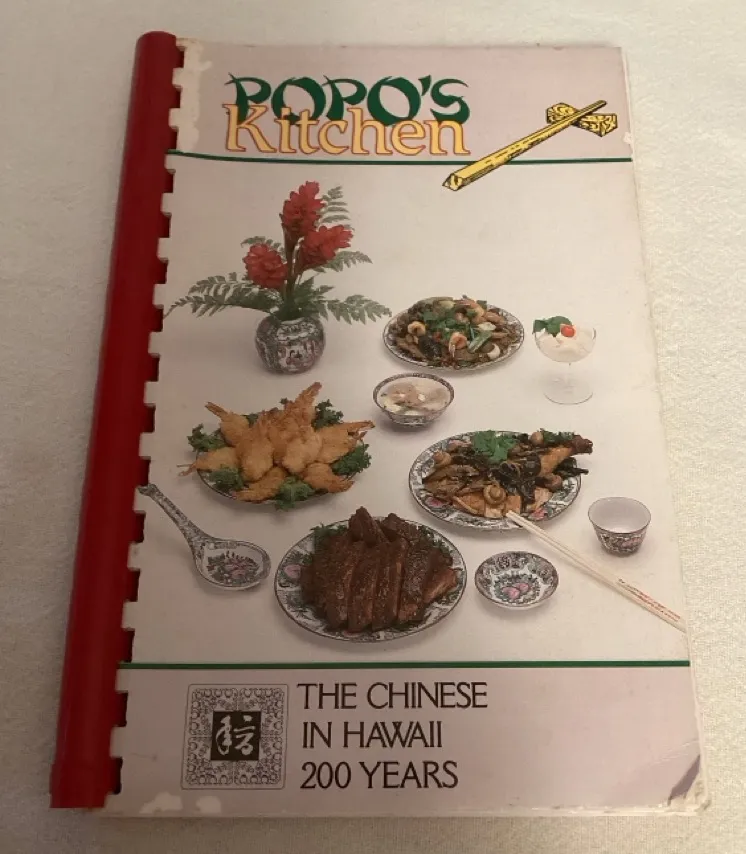 POPO'S
Kitchen
THE CHINESE
IN HAWAII
200 YEARS